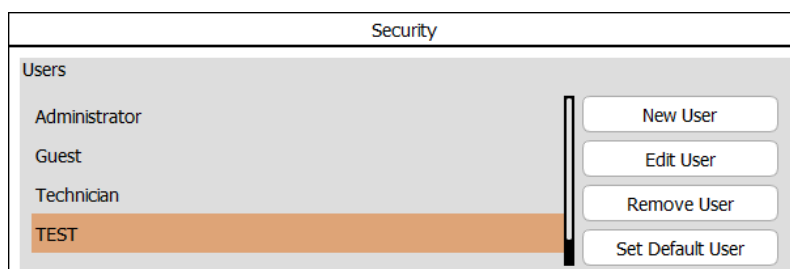 Security
Users
Administrator
Guest
Technician
TEST
New User
Edit User
Remove User
Set Default User